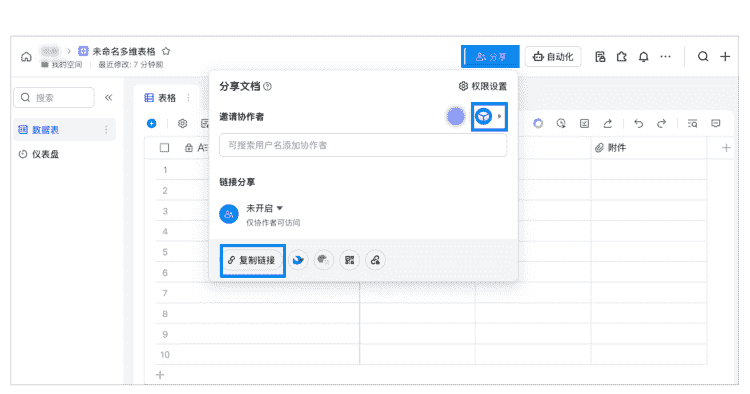 未命名多维表格
我的空间 | 最近修改: 7 分钟前
分享
自动化
搜索
数据表
仪表盘
表格
分享文档
权限设置
邀请协作者
可搜索用户名添加协作者
链接分享
未开启
仅协作者可访问
复制链接
附件
1
2
3
4
5
6
7
8
9
10